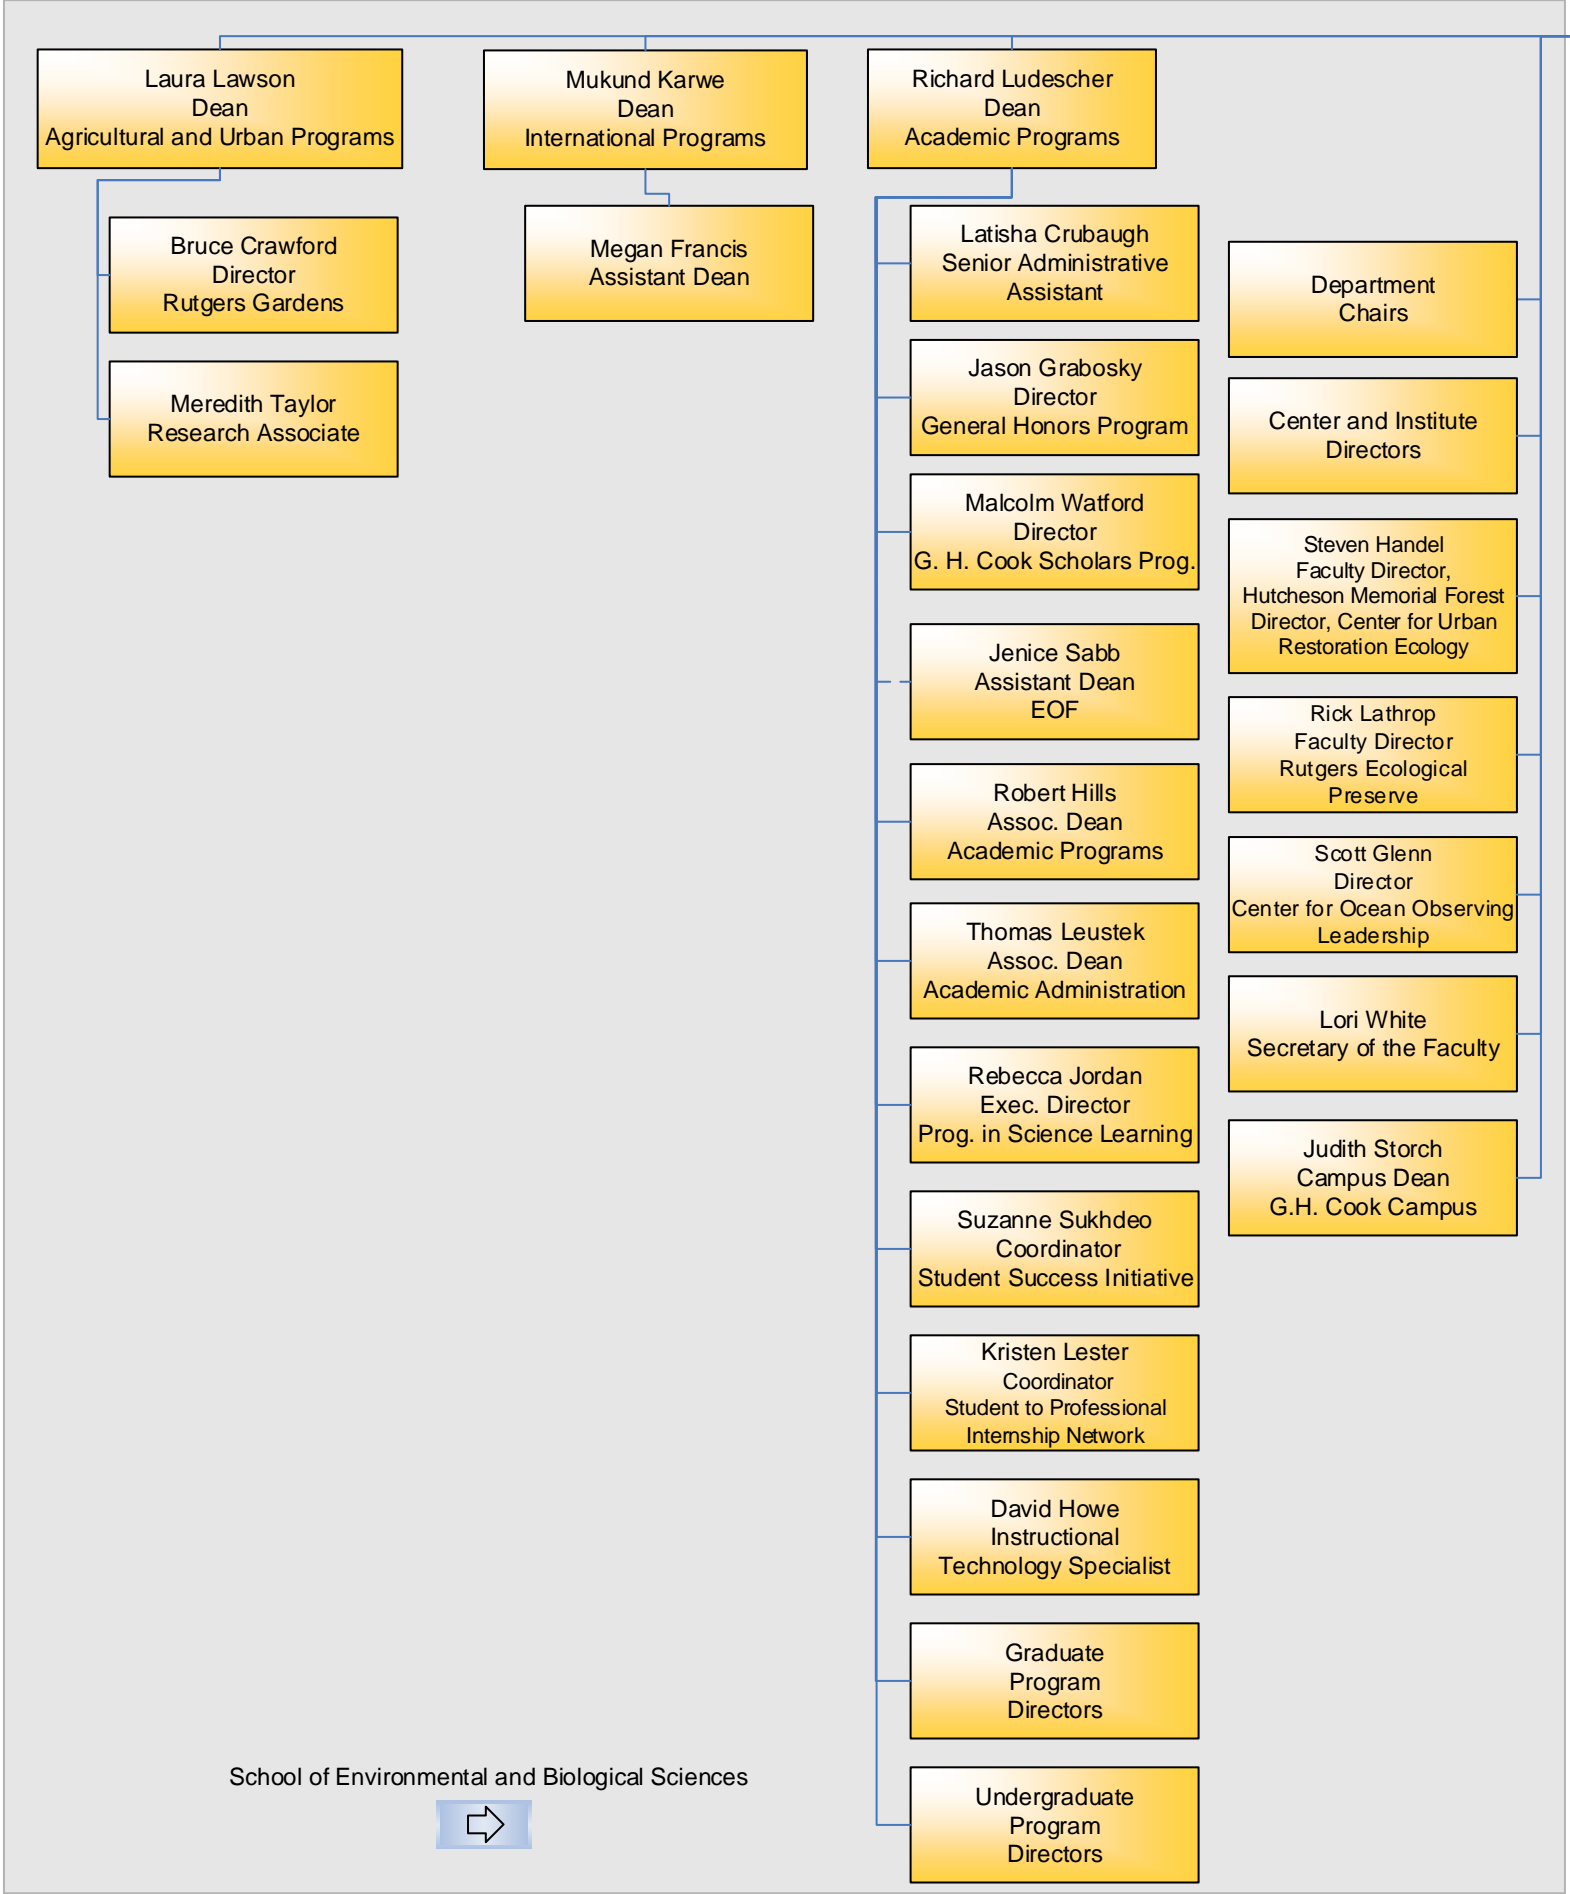 Laura Lawson
Dean
Agricultural and Urban Programs
Mukund Karwe
Dean
International Programs
Richard Ludescher
Dean
Academic Programs
Bruce Crawford
Director
Rutgers Gardens
Meredith Taylor
Research Associate
Megan Francis
Assistant Dean
Latisha Crubaugh
Senior Administrative
Assistant
Jason Grabosky
Director
General Honors Program
Malcolm Watford
Director
G. H. Cook Scholars Prog.
Jenice Sabb
Assistant Dean
EOF
Robert Hills
Assoc. Dean
Academic Programs
Thomas Leustek
Assoc. Dean
Academic Administration
Rebecca Jordan
Exec. Director
Prog. in Science Learning
Suzanne Sukhdeo
Coordinator
Student Success Initiative
Kristen Lester
Coordinator
Student to Professional
Internship Network
David Howe
Instructional
Technology Specialist
Graduate
Program
Directors
Undergraduate
Program
Directors
Department
Chairs
Center and Institute
Directors
Steven Handel
Faculty Director,
Hutcheson Memorial Forest
Director, Center for Urban
Restoration Ecology
Rick Lathrop
Faculty Director
Rutgers Ecological
Preserve
Scott Glenn
Director
Center for Ocean Observing
Leadership
Lori White
Secretary of the Faculty
Judith Storch
Campus Dean
G.H. Cook Campus
School of Environmental and Biological Sciences